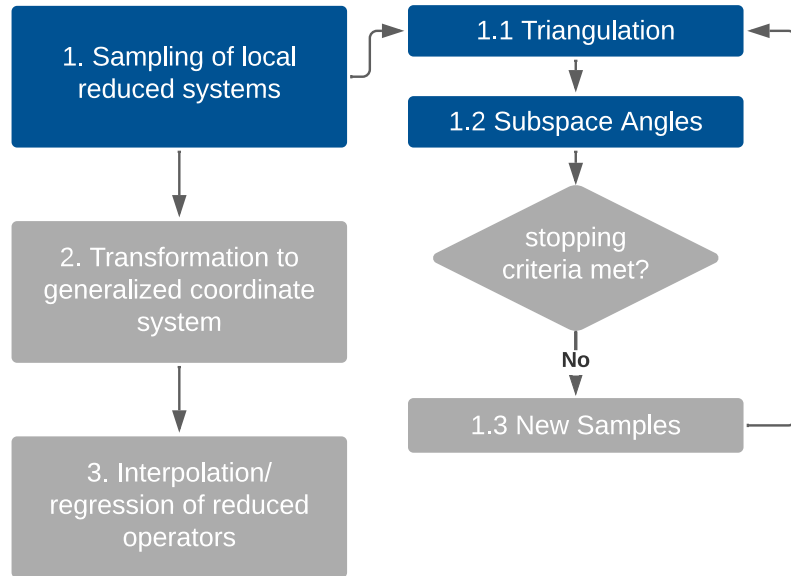 1. Sampling of local
reduced systems
2. Transformation to
generalized coordinate
system
3. Interpolation/
regression of reduced
operators
1.1 Triangulation
1.2 Subspace Angles
stopping
criteria met?
No
1.3 New Samples